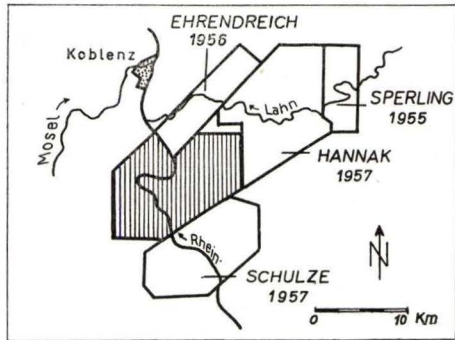 EHRENDREICH
1956
Koblenz
Mosel
Lahn
SPERLING
1955
HANNAK
1957
Rhein.
N
SCHULZE
1957
0 10 Km